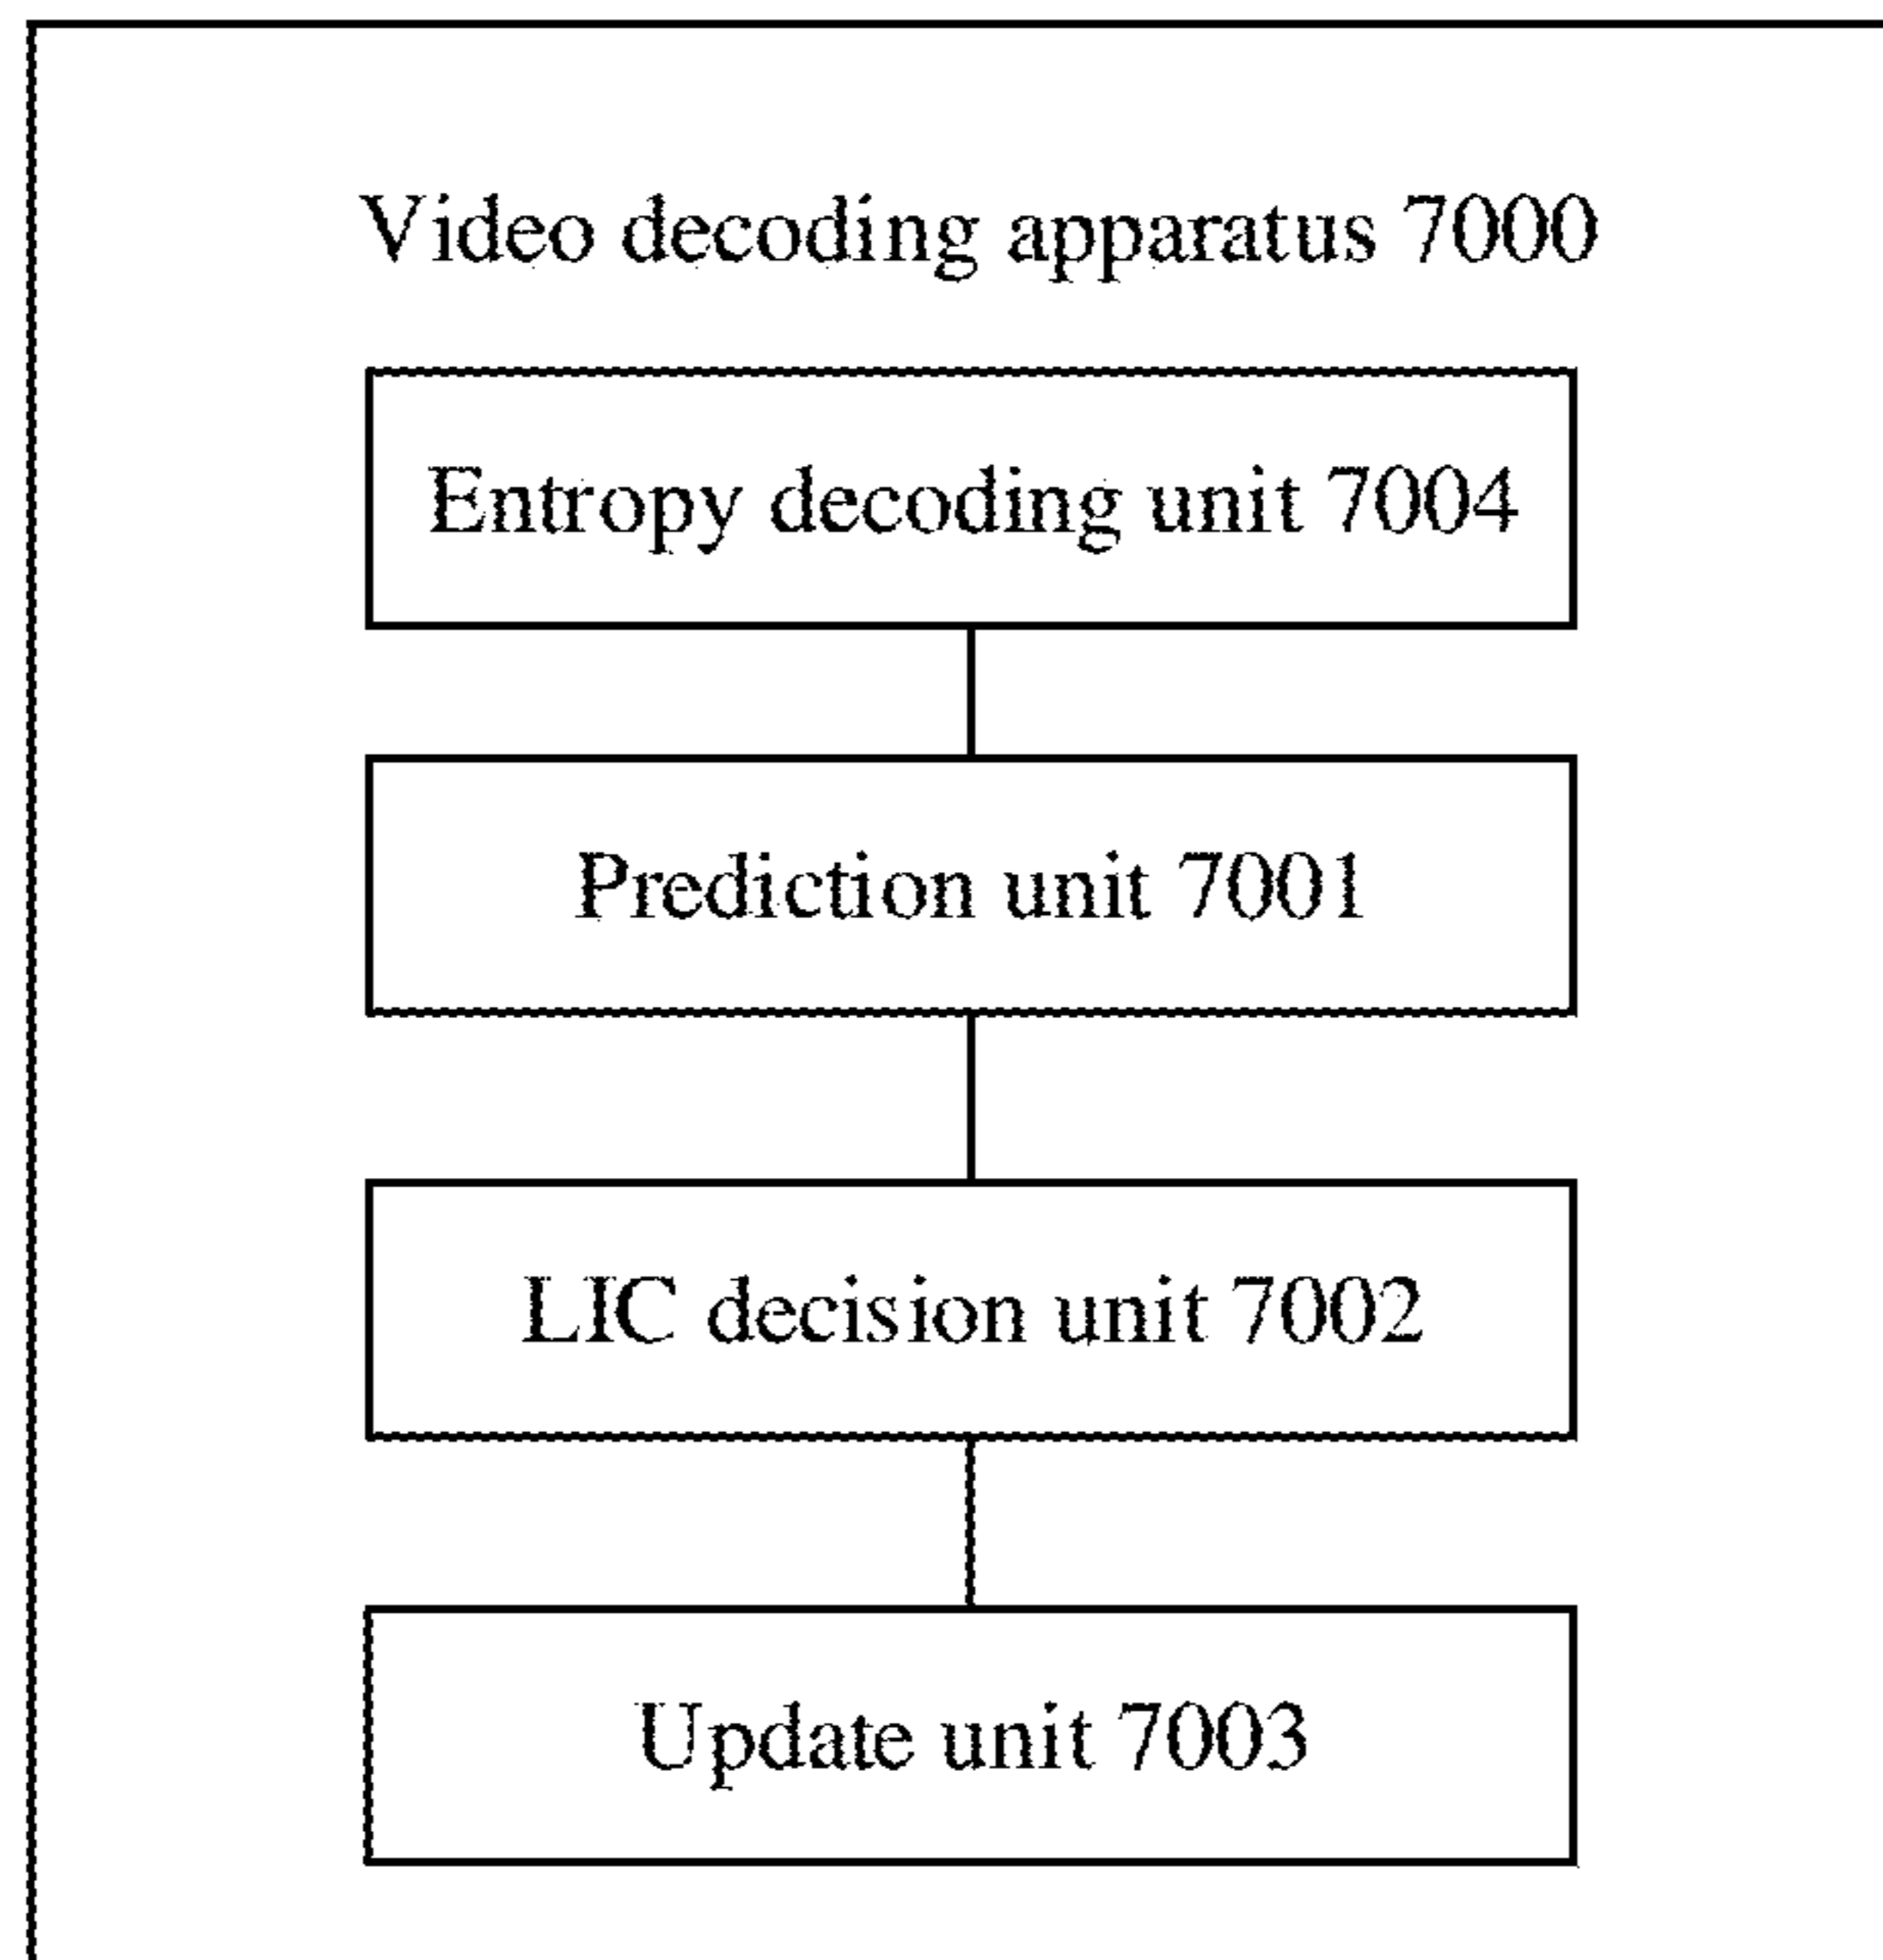 Video decoding apparatus 7000
Entropy decoding unit 7004
Prediction unit 7001
LIC decision unit 7002
Update unit 7003